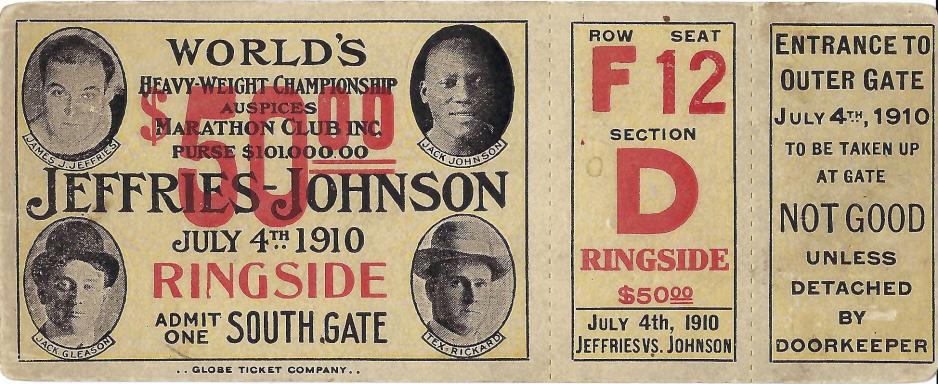 WORLD'S
HEAVY-WEIGHT CHAMPIONSHIP
AUSPICES
MARATHON CLUB INC.
PURSE $101,000.00
$50.00
JAMES J. JEFFRIES
JACK JOHNSON
JEFFRIES-JOHNSON
JULY 4TH 1910
RINGSIDE
ADMIT ONE SOUTH.GATE
JACK GLEASON
TEX-RICKARD
..GLOBE TICKET COMPANY..
ROW SEAT
F 12
SECTION
D
RINGSIDE
$50.00
JULY 4th, 1910
JEFFRIES VS. JOHNSON
ENTRANCE TO
OUTER GATE
JULY 4TH, 1910
TO BE TAKEN UP
AT GATE
NOT GOOD
UNLESS
DETACHED
BY
DOORKEEPER